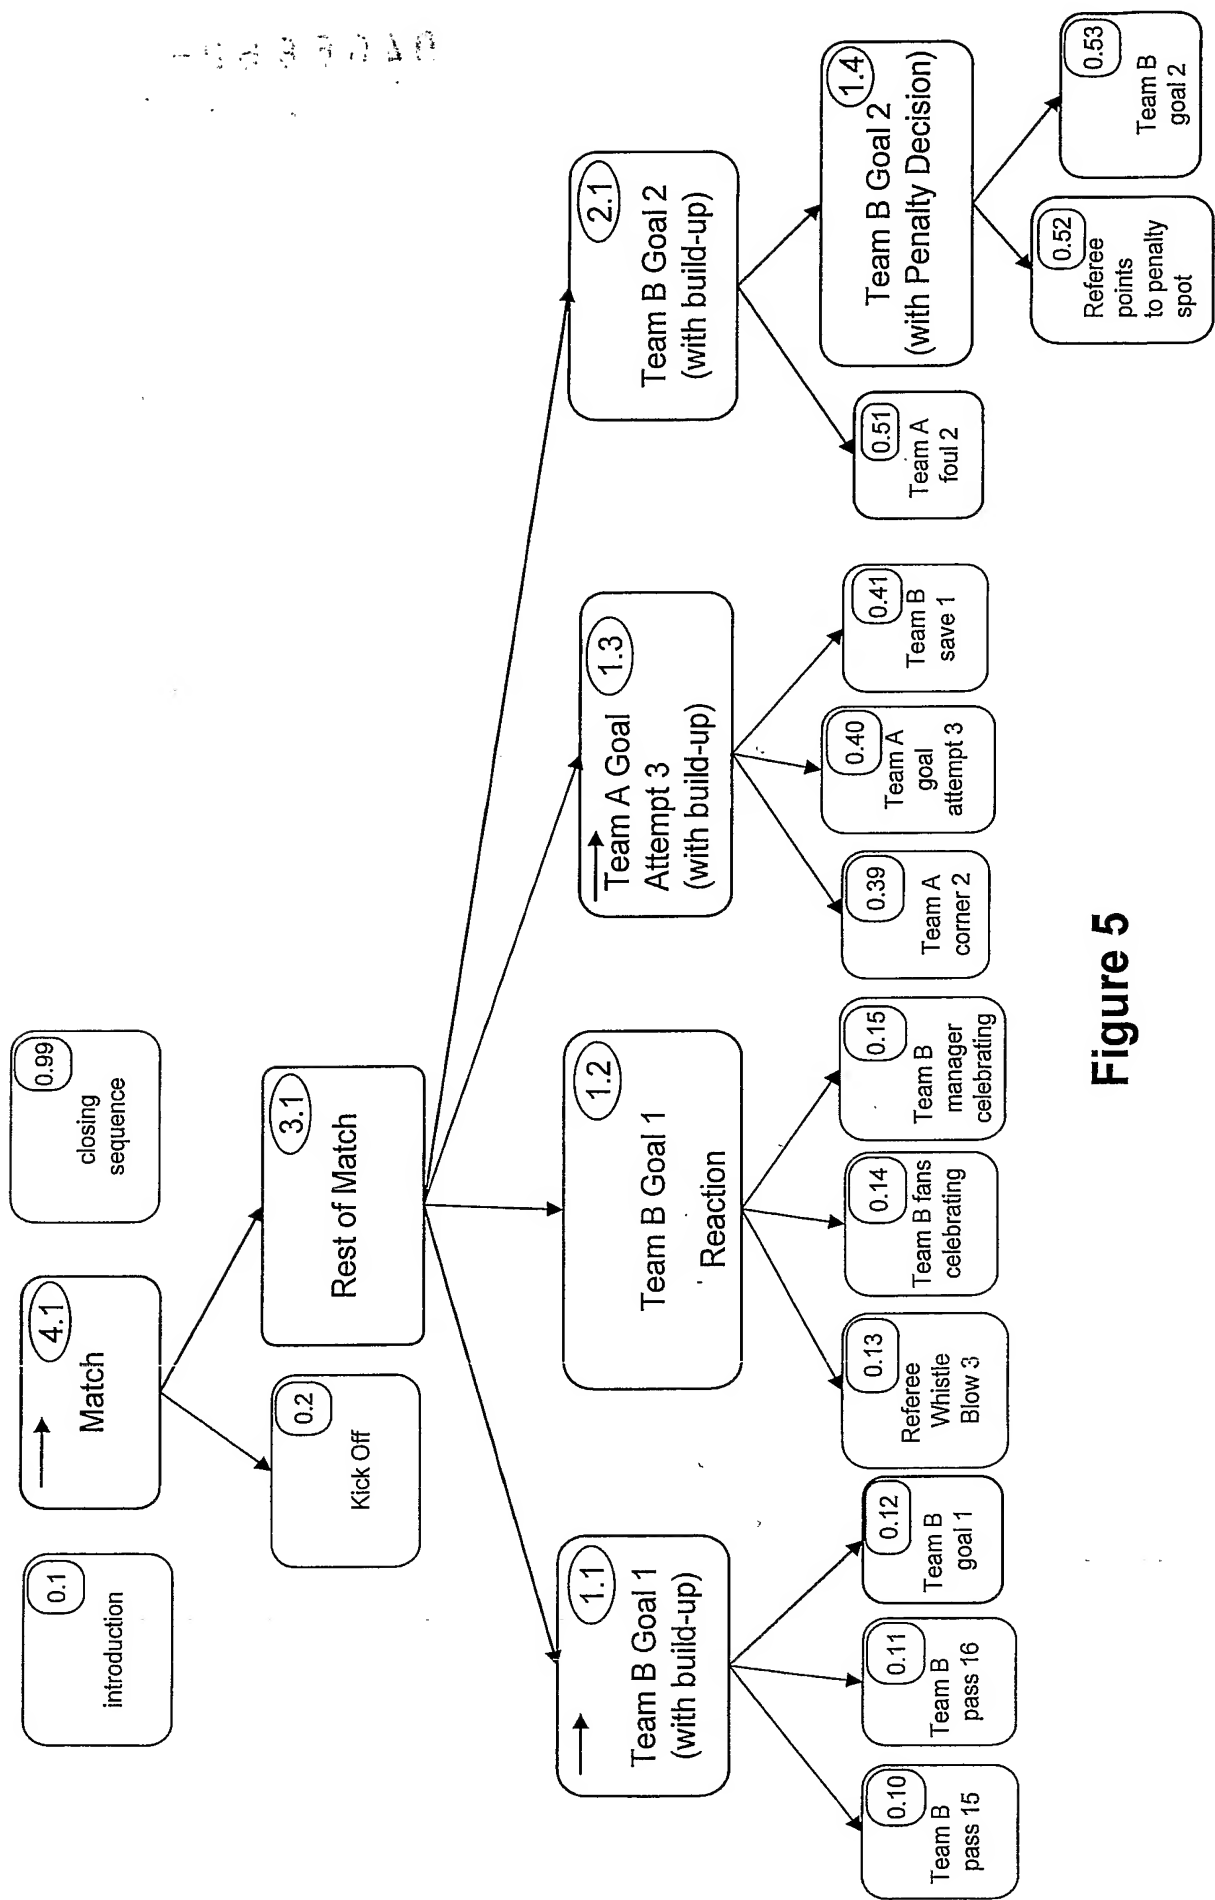 0.1
introduction
4.1
Match
0.99
closing
sequence
0.2
Kick Off
3.1
Rest of Match
1.1
Team B Goal 1
(with build-up)
1.2
Team B Goal 1
Reaction
1.3
Team A Goal
Attempt 3
(with build-up)
2.1
Team B Goal 2
(with build-up)
0.10
Team B
pass 15
0.11
Team B
pass 16
0.12
Team B
goal 1
0.13
Referee
Whistle
Blow 3
0.14
Team B fans
celebrating
0.15
Team B
manager
celebrating
0.39
Team A
corner 2
0.40
Team A
goal
attempt 3
0.41
Team B
save 1
0.51
Team A
foul 2
1.4
Team B Goal 2
(with Penalty Decision)
0.52
Referee
points
to penalty
spot
0.53
Team B
goal 2
Figure 5